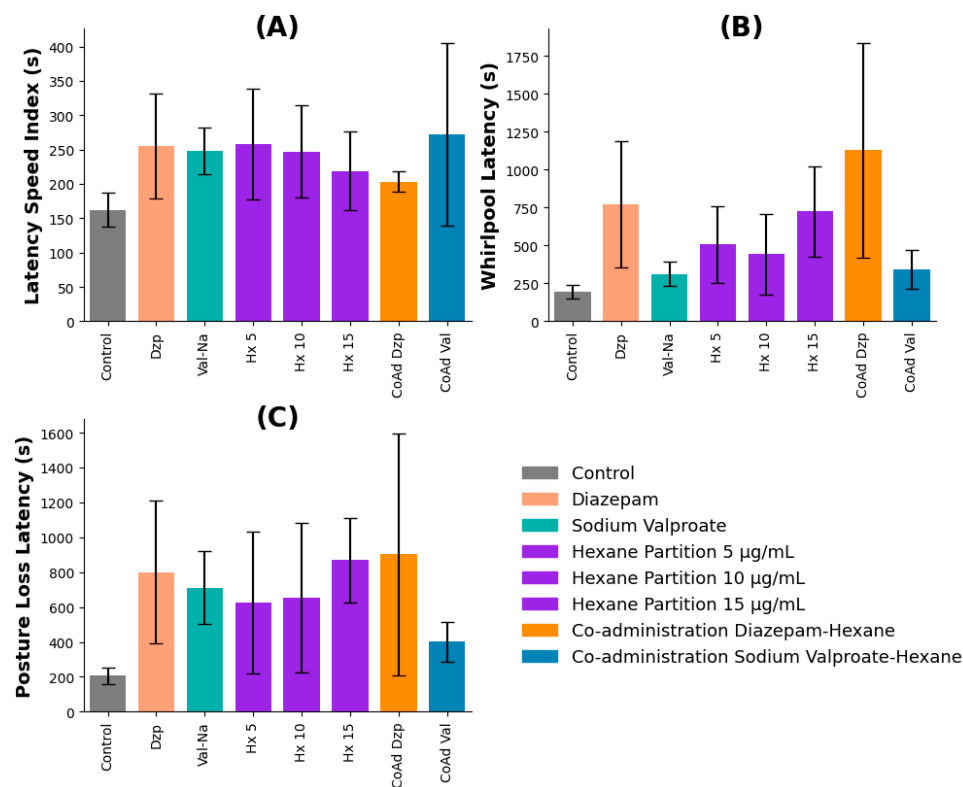 (A)
Latency Speed Index (s)
400
350
300
250
200
150
100
50
0
Control
Dzp
Val-Na
Hx 5
Hx 10
Hx 15
CoAd Dzp
CoAd Val
(B)
Whirlpool Latency (s)
1750
1500
1250
1000
750
500
250
0
Control
Dzp
Val-Na
Hx 5
Hx 10
Hx 15
CoAd Dzp
CoAd Val
(C)
Posture Loss Latency (s)
1600
1400
1200
1000
800
600
400
200
0
Control
Dzp
Val-Na
Hx 5
Hx 10
Hx 15
CoAd Dzp
CoAd Val
Control
Diazepam
Sodium Valproate
Hexane Partition 5 μg/mL
Hexane Partition 10 μg/mL
Hexane Partition 15 μg/mL
Co-administration Diazepam-Hexane
Co-administration Sodium Valproate-Hexane